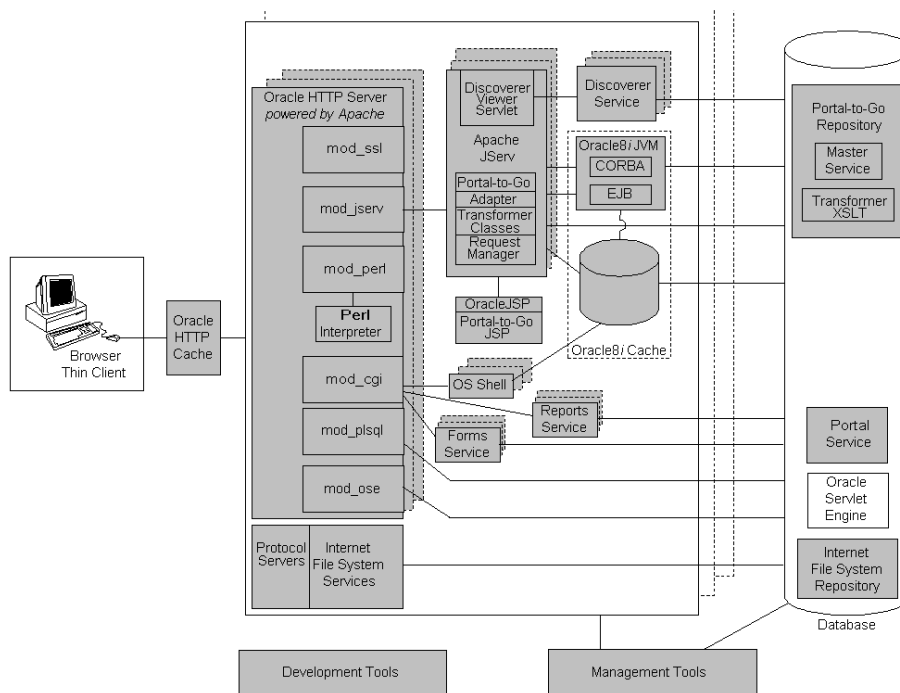 Oracle HTTP Server
powered by Apache
mod_ssl
mod_jserv
mod_perl
Perl
Interpreter
mod_cgi
mod_plsql
mod_ose
Protocol
Servers
Internet
File System
Services
Browser
Thin Client
Oracle
HTTP
Cache
Discoverer
Viewer
Servlet
Apache
JServ
Portal-to-Go
Adapter
Transformer
Classes
Request
Manager
OracleJSP
Portal-to-Go
JSP
OS Shell
Forms
Service
Reports
Service
Discoverer
Service
Oracle8i JVM
CORBA
EJB
Oracle8i Cache
Portal-to-Go
Repository
Master
Service
Transformer
XSLT
Portal
Service
Oracle
Servlet
Engine
Internet
File System
Repository
Database
Development Tools
Management Tools